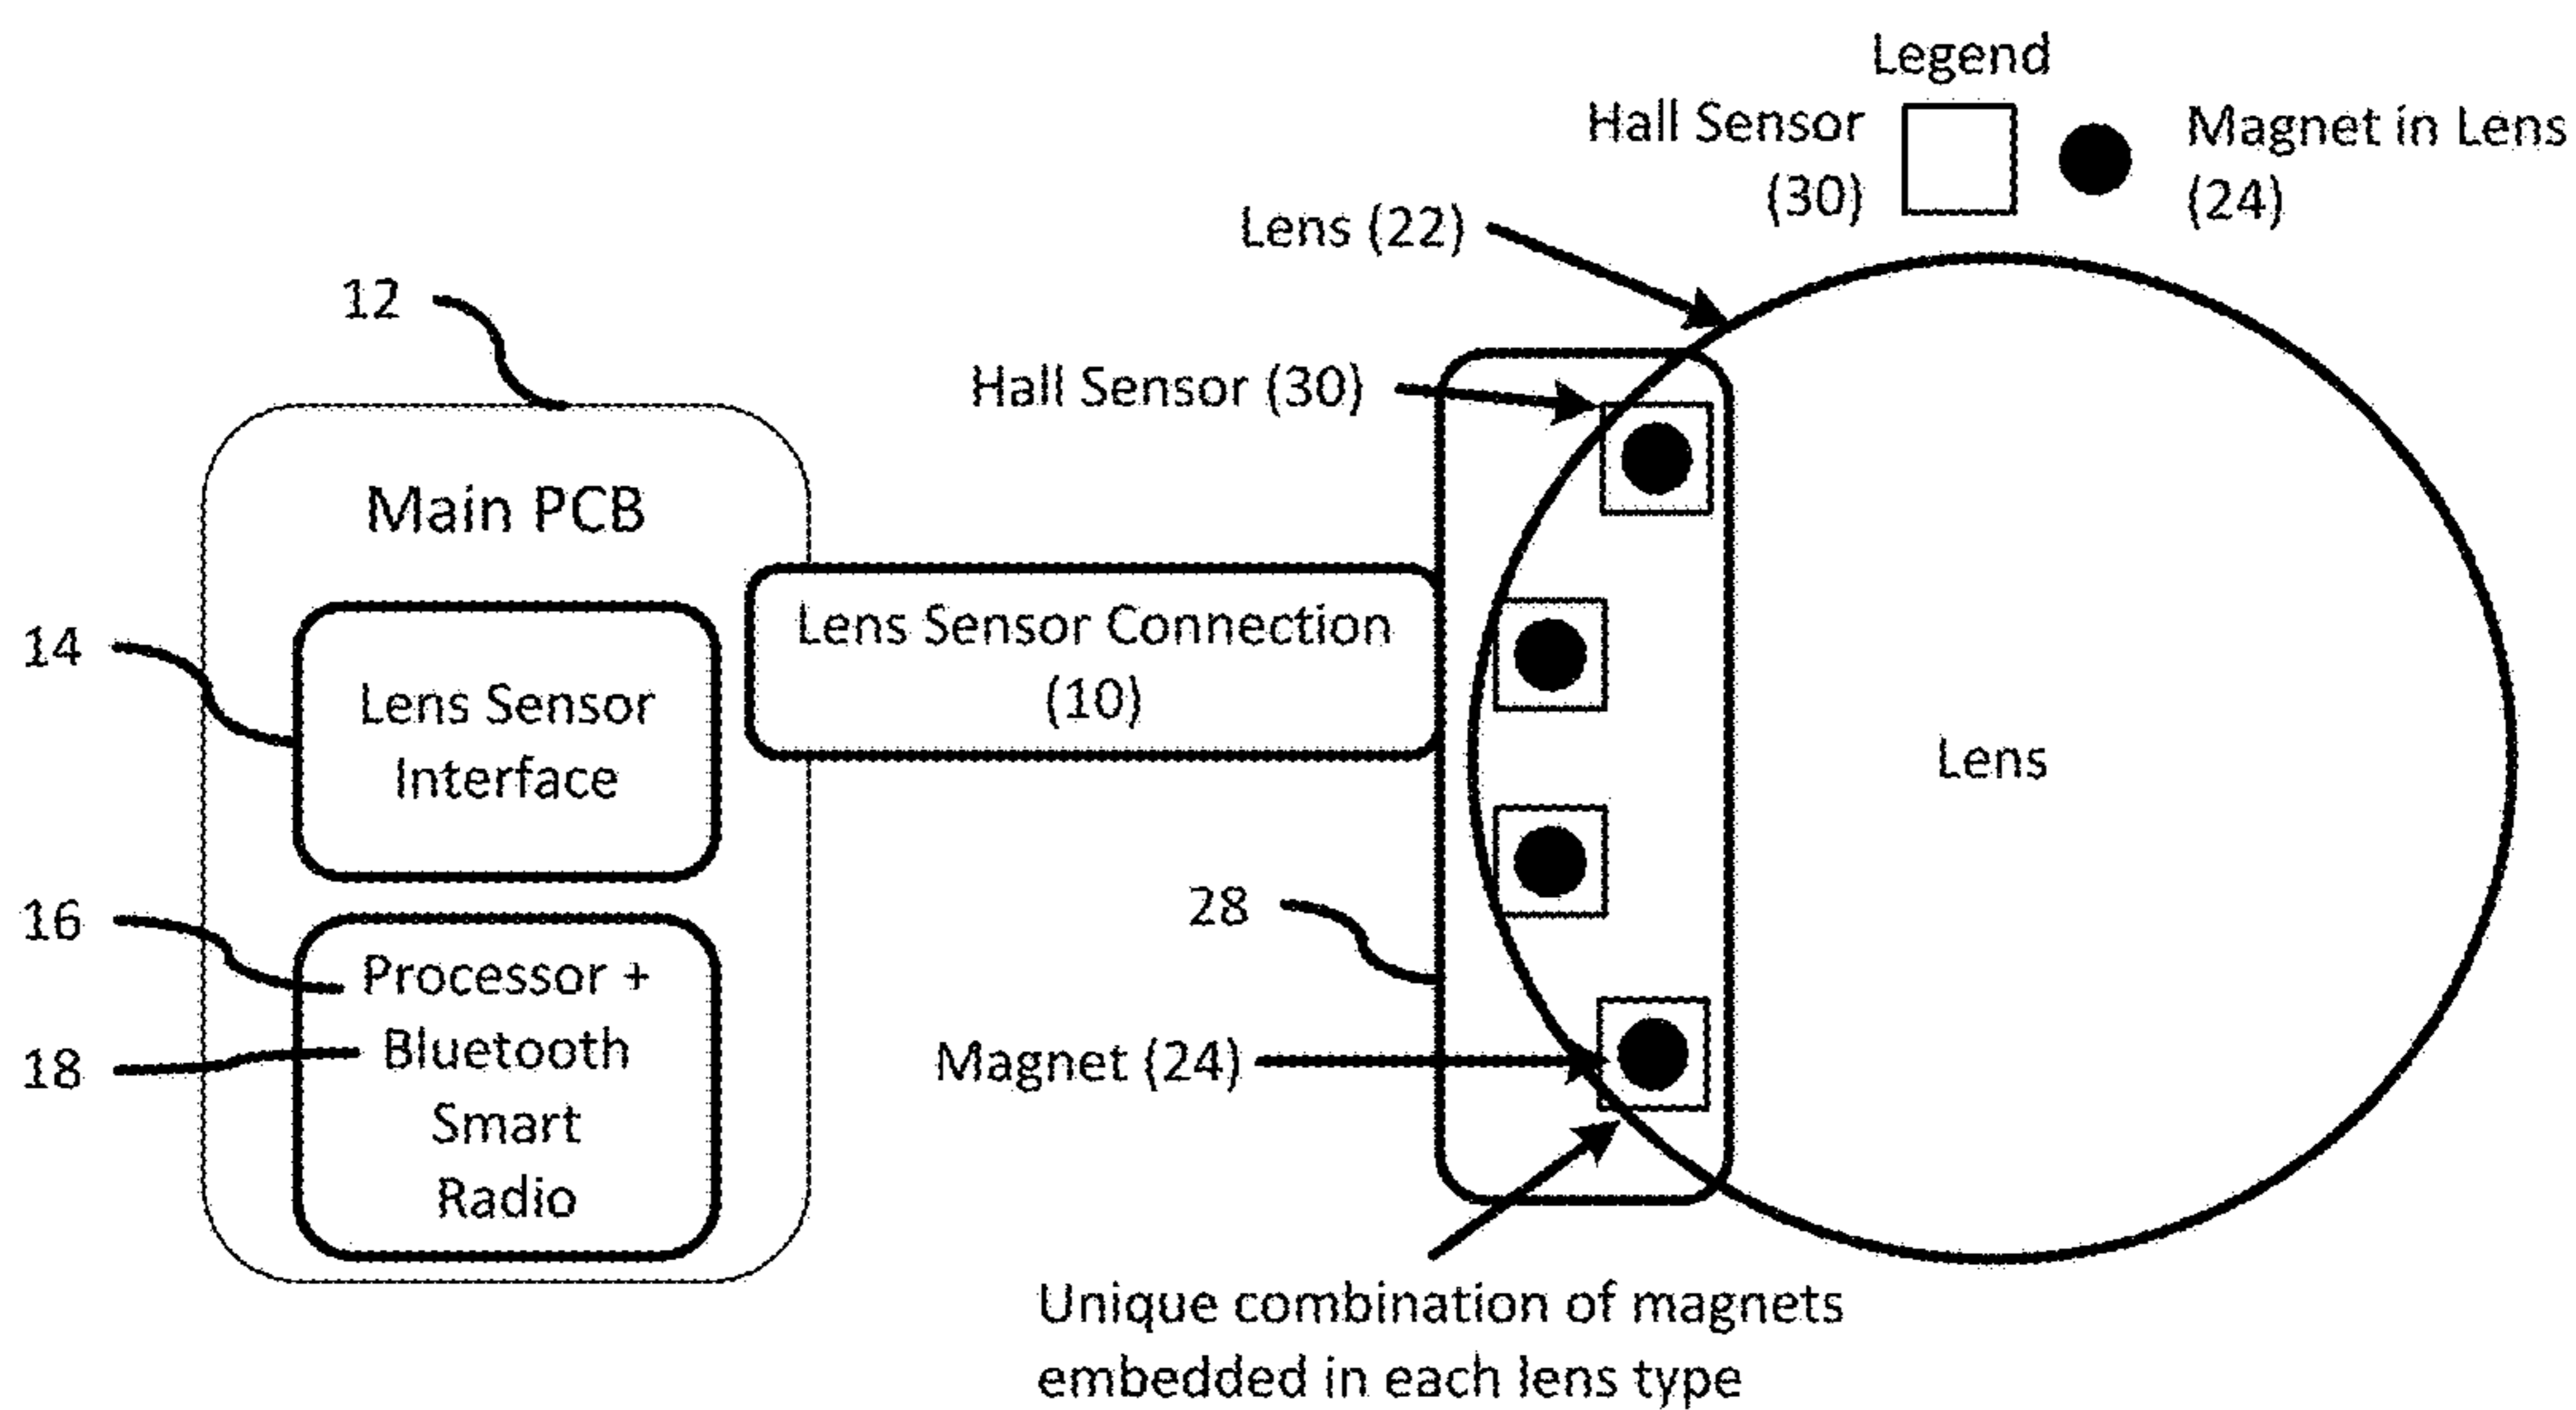 Legend
Hall Sensor
(30)
Magnet in Lens
(24)
Lens (22)
12
Hall Sensor (30)
Main PCB
Lens Sensor Connection
(10)
14
Lens Sensor
Interface
Lens
28
16
Processor +
18
Bluetooth
Smart
Radio
Magnet (24)
Unique combination of magnets
embedded in each lens type